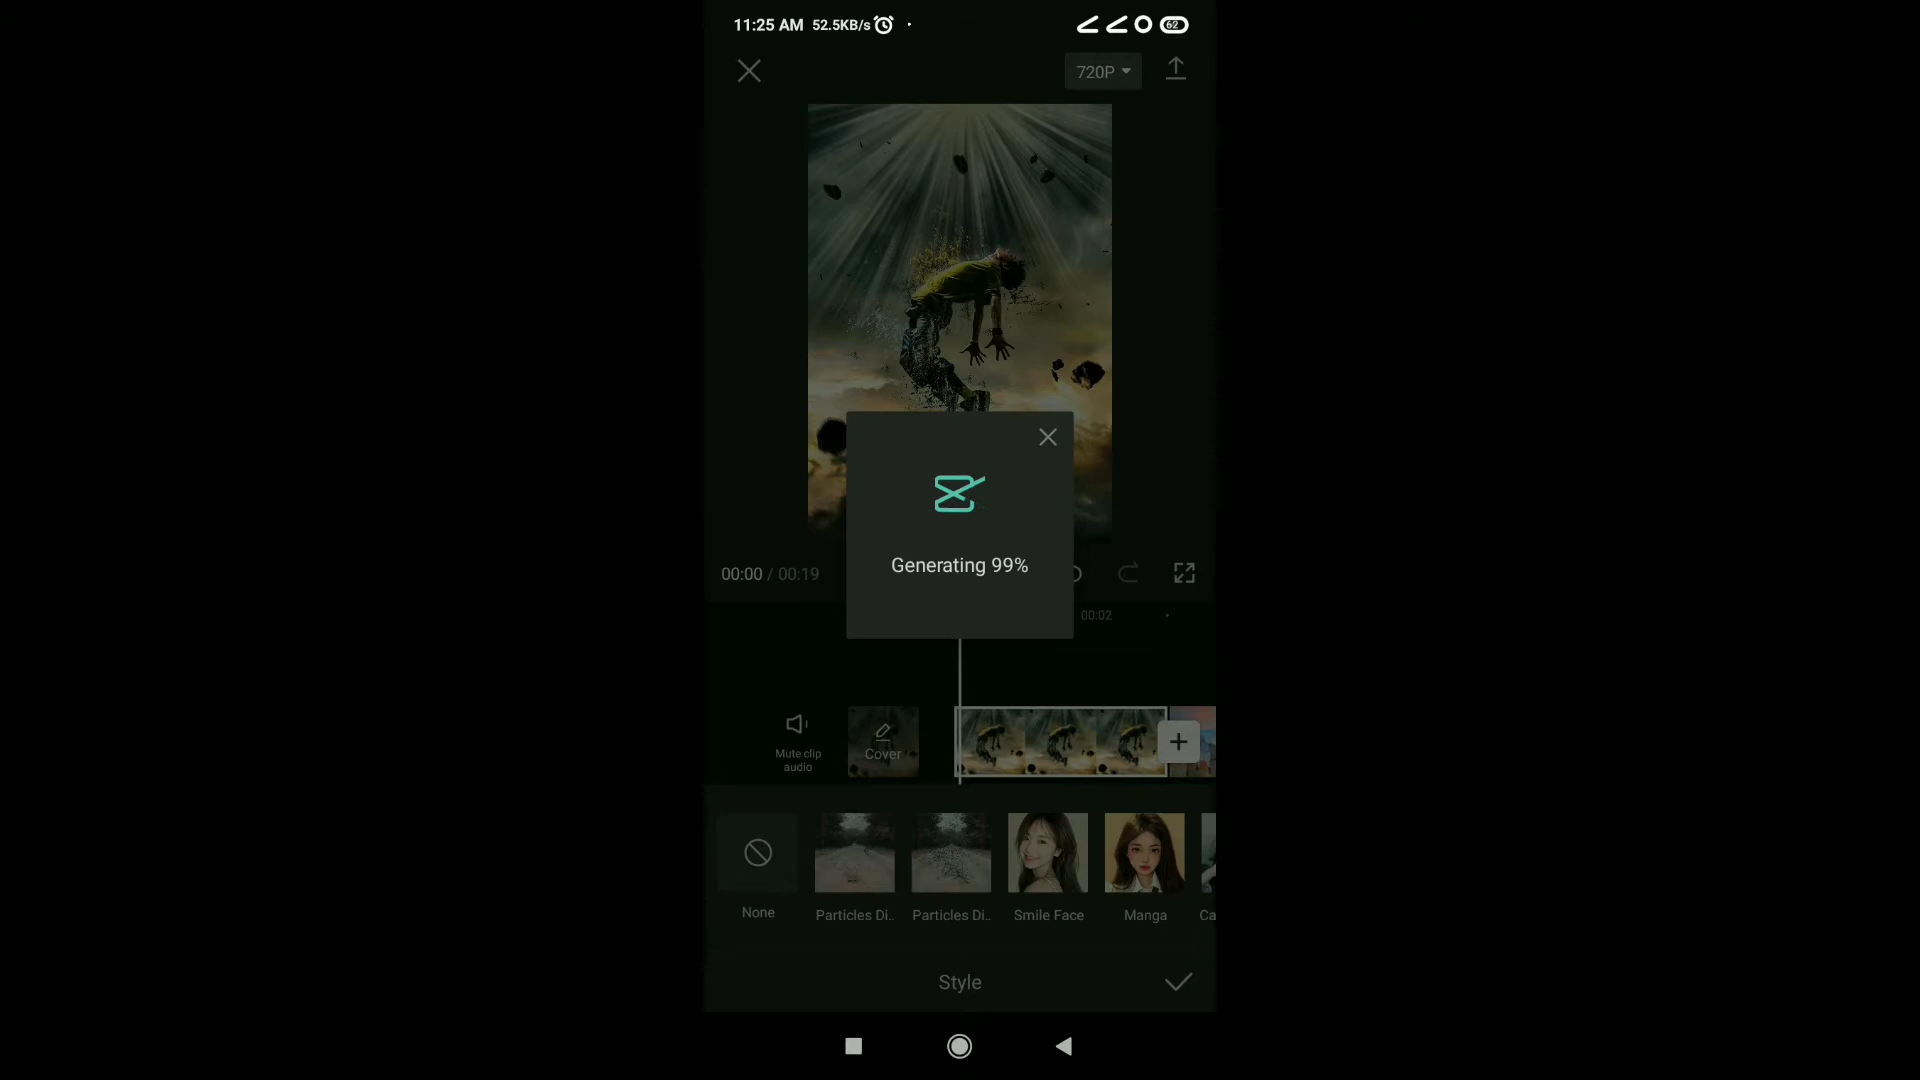 11:25 AM 52.5KB/s 62
720P
Generating 99%
00:00 / 00:19
00:02
Mute clip
audio
Cover
None
Particles Di..
Particles Di..
Smile Face
Manga
Ca
Style